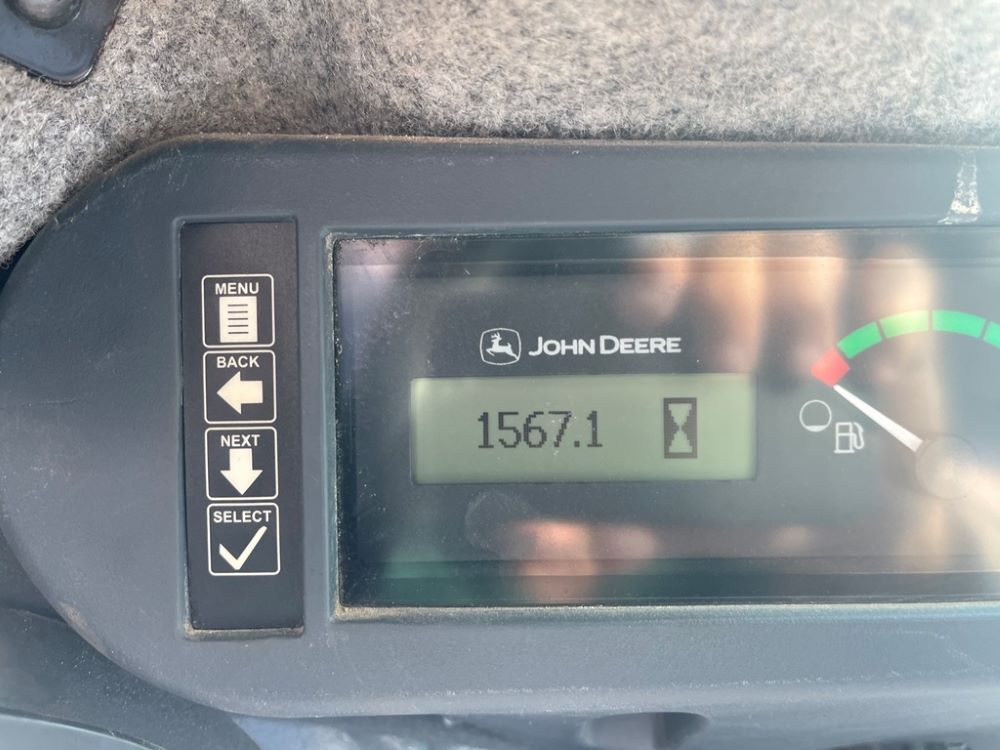 MENU
BACK
NEXT
SELECT
JOHN DEERE
1567.1